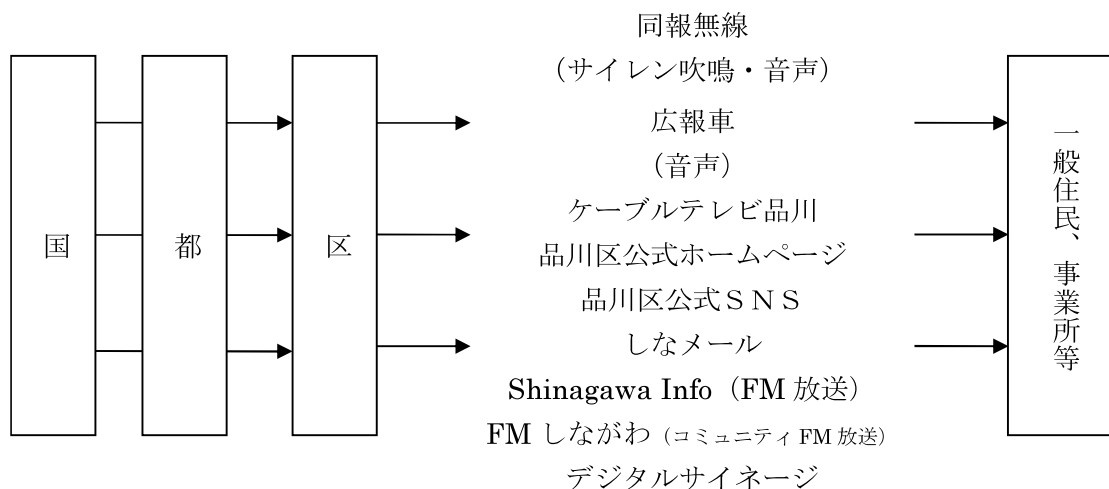 国
都
区
同報無線
（サイレン吹鳴・音声）
広報車
（音声）
ケーブルテレビ品川
品川区公式ホームページ
品川区公式ＳＮＳ
しなメール
Shinagawa Info（FM 放送）
FM しながわ（コミュニティ FM 放送）
デジタルサイネージ
一般住民、事業所等